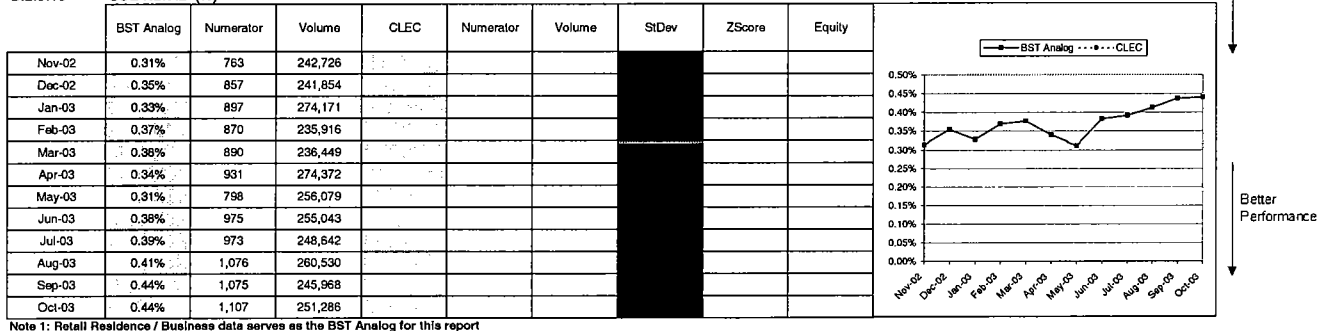 BST Analog Numerator Volume CLEC Numerator Volume StDev ZScore Equity
Nov-02 0.31% 763 242,726
Dec-02 0.35% 857 241,854
Jan-03 0.33% 897 274,171
Feb-03 0.37% 870 235,916
Mar-03 0.38% 890 236,449
Apr-03 0.34% 931 274,372
May-03 0.31% 798 256,079
Jun-03 0.38% 975 255,043
Jul-03 0.39% 973 248,642
Aug-03 0.41% 1,076 260,530
Sep-03 0.44% 1,075 245,968
Oct-03 0.44% 1,107 251,286
BST Analog CLEC
0.50%
0.45%
0.40%
0.35%
0.30%
0.25%
0.20%
0.15%
0.10%
0.05%
0.00%
Nov-02 Dec-02 Jan-03 Feb-03 Mar-03 Apr-03 May-03 Jun-03 Jul-03 Aug-03 Sep-03 Oct-03
Better
Performance
Note 1: Retail Residence / Business data serves as the BST Analog for this report